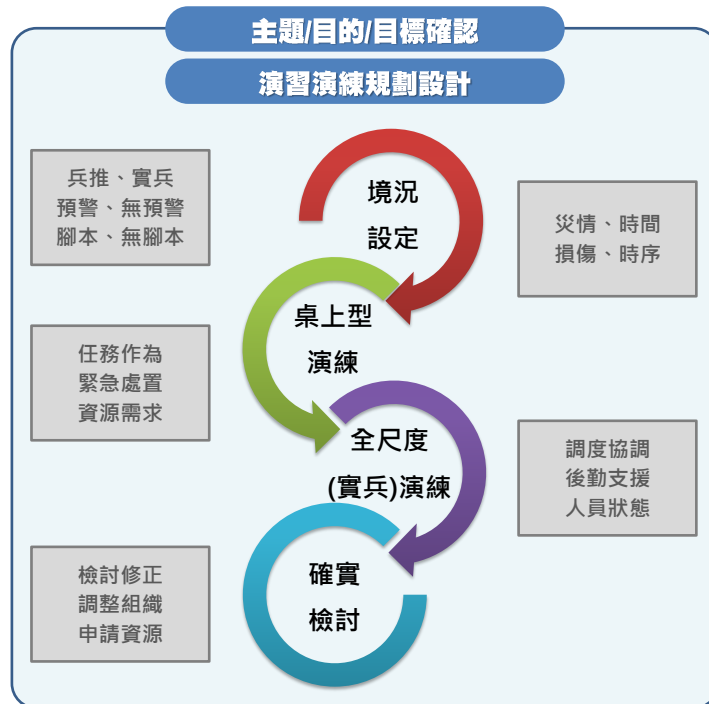 主題/目的/目標確認
演習演練規劃設計
兵推、實兵
預警、無預警
腳本、無腳本
境況
設定
災情、時間
損傷、時序
桌上型
演練
任務作為
緊急處置
資源需求
全尺度
(實兵)演練
調度協調
後勤支援
人員狀態
確實
檢討
檢討修正
調整組織
申請資源